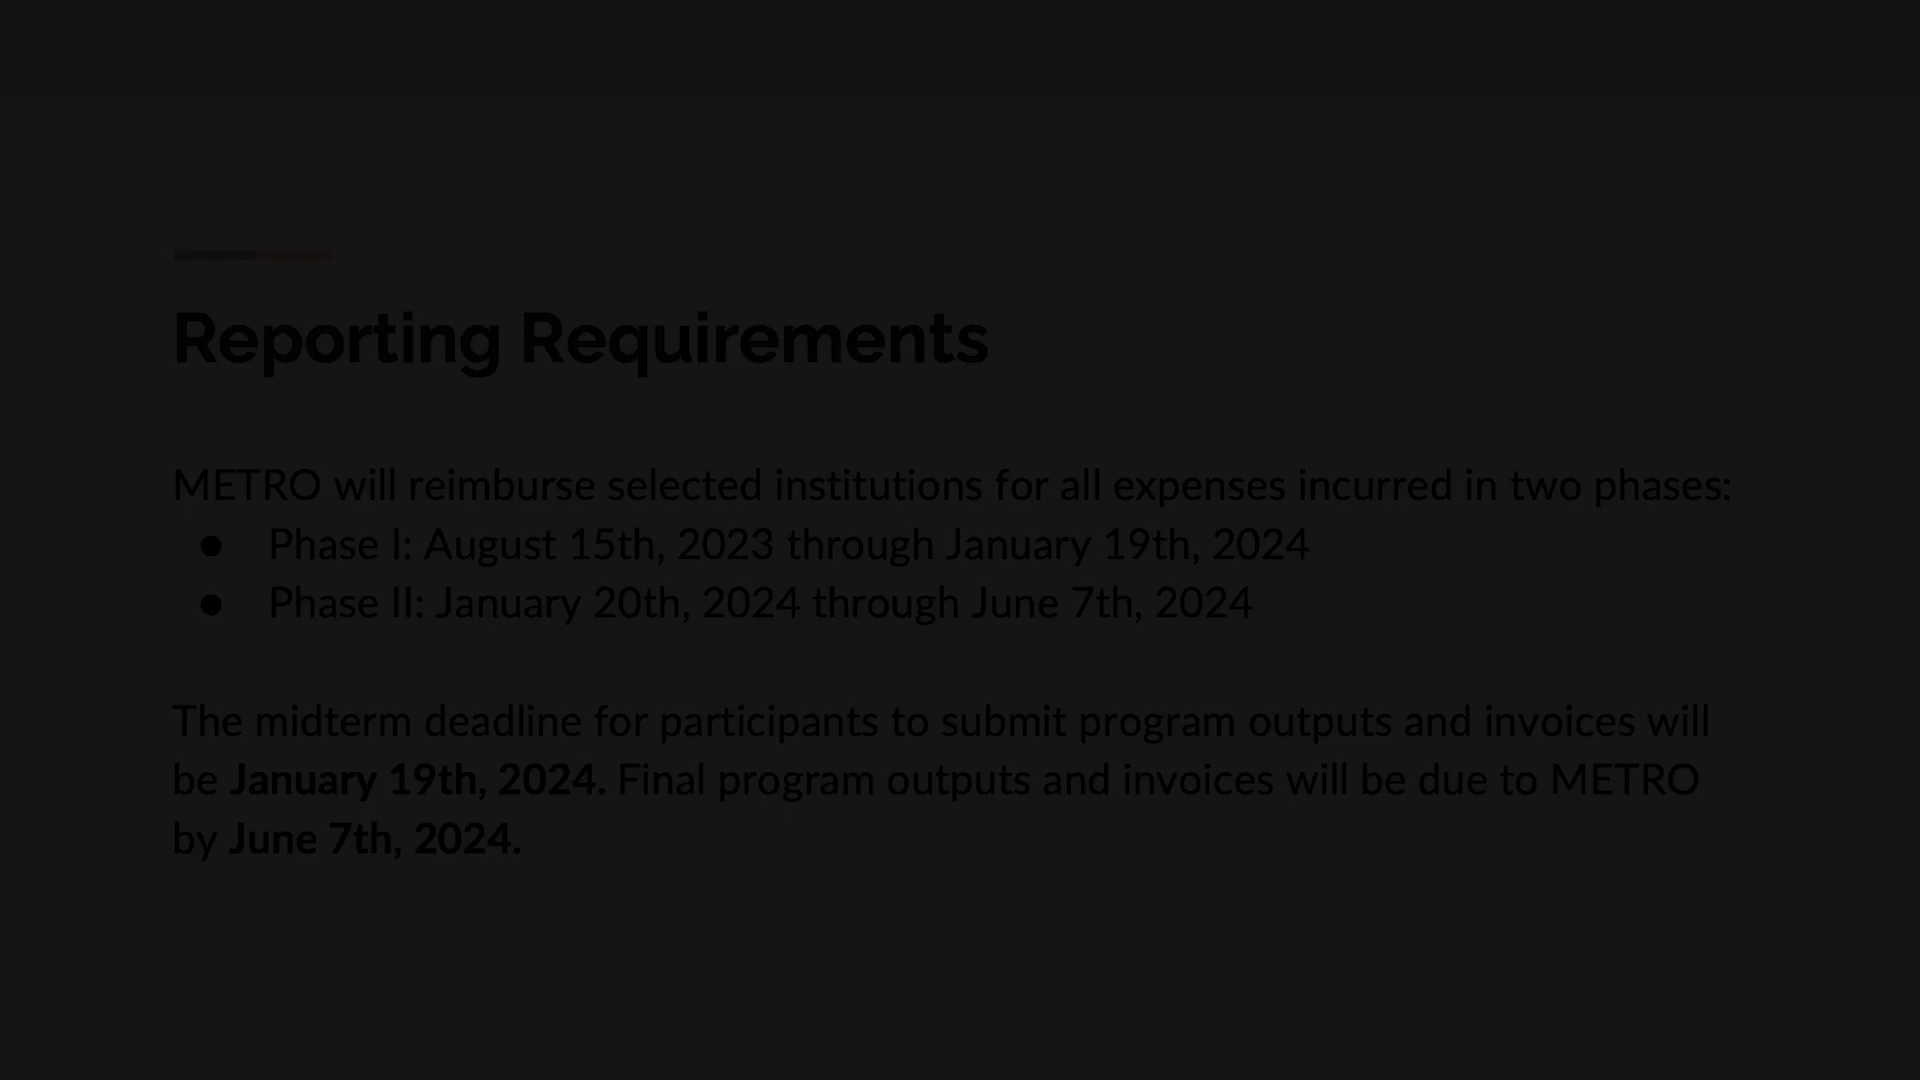 Reporting Requirements
METRO will reimburse selected institutions for all expenses incurred in two phases:
● Phase I: August 15th, 2023 through January 19th, 2024
● Phase II: January 20th, 2024 through June 7th, 2024
The midterm deadline for participants to submit program outputs and invoices will
be January 19th, 2024. Final program outputs and invoices will be due to METRO
by June 7th, 2024.